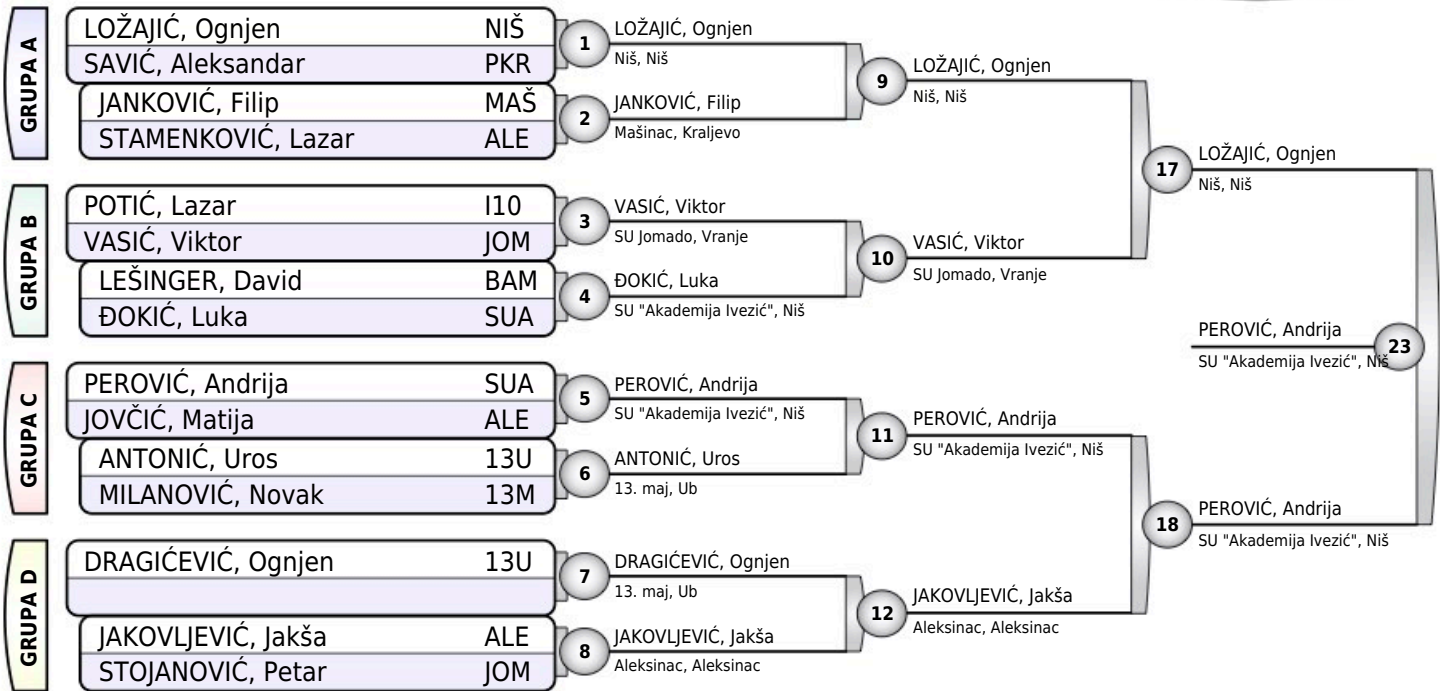 GRUPA A
LOŽAJIĆ, Ognjen NIŠ
SAVIĆ, Aleksandar PKR
JANKOVIĆ, Filip MAŠ
STAMENKOVIĆ, Lazar ALE
GRUPA B
POTIĆ, Lazar I10
VASIĆ, Viktor JOM
LEŠINGER, David BAM
ĐOKIĆ, Luka SUA
GRUPA C
PEROVIĆ, Andrija SUA
JOVČIĆ, Matija ALE
ANTONIĆ, Uros 13U
MILANOVIĆ, Novak 13M
GRUPA D
DRAGIĆEVIĆ, Ognjen 13U
JAKOVLJEVIĆ, Jakša ALE
STOJANOVIĆ, Petar JOM
1
LOŽAJIĆ, Ognjen
Niš, Niš
2
JANKOVIĆ, Filip
Mašinac, Kraljevo
3
VASIĆ, Viktor
SU Jomado, Vranje
4
ĐOKIĆ, Luka
SU "Akademija Ivezić", Niš
5
PEROVIĆ, Andrija
SU "Akademija Ivezić", Niš
6
ANTONIĆ, Uros
13. maj, Ub
7
DRAGIĆEVIĆ, Ognjen
13. maj, Ub
8
JAKOVLJEVIĆ, Jakša
Aleksinac, Aleksinac
9
LOŽAJIĆ, Ognjen
Niš, Niš
10
VASIĆ, Viktor
SU Jomado, Vranje
11
PEROVIĆ, Andrija
SU "Akademija Ivezić", Niš
12
JAKOVLJEVIĆ, Jakša
Aleksinac, Aleksinac
17
LOŽAJIĆ, Ognjen
Niš, Niš
18
PEROVIĆ, Andrija
SU "Akademija Ivezić", Niš
PEROVIĆ, Andrija
SU "Akademija Ivezić", Niš
23